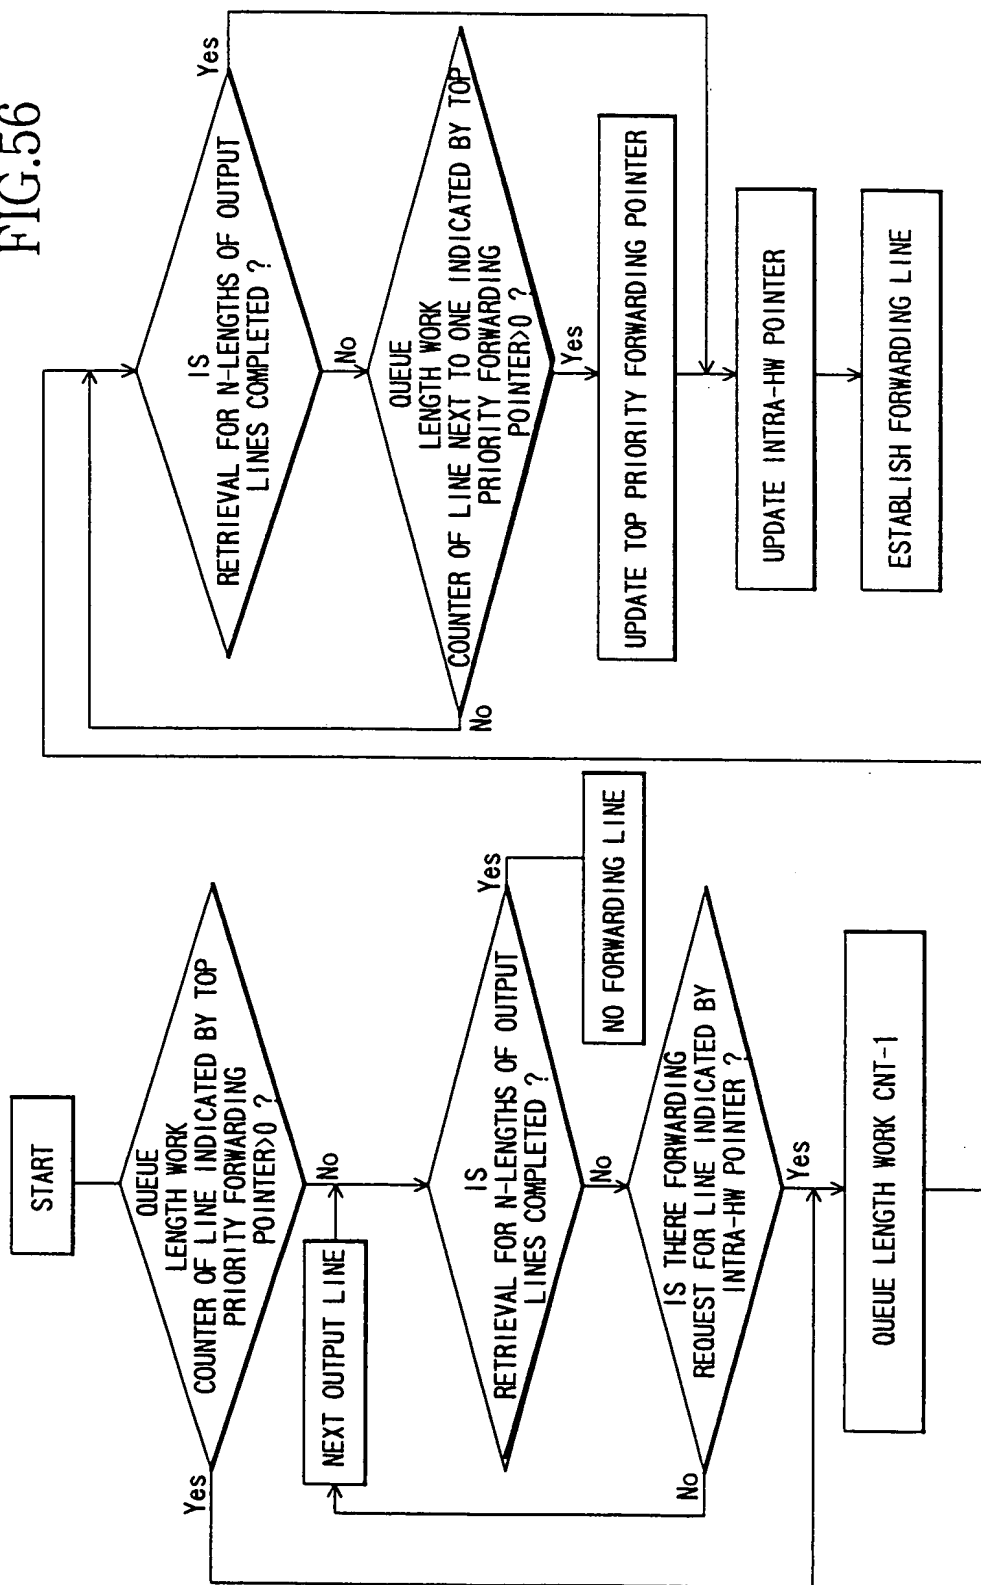 FIG.56
START
QUEUE
LENGTH WORK
COUNTER OF LINE INDICATED BY TOP
PRIORITY FORWARDING
POINTER>0 ?
Yes
No
NEXT OUTPUT LINE
IS
RETRIEVAL FOR N-LENGTHS OF OUTPUT
LINES COMPLETED ?
Yes
No
NO FORWARDING LINE
IS THERE FORWARDING
REQUEST FOR LINE INDICATED BY
INTRA-HW POINTER ?
No
Yes
QUEUE LENGTH WORK CNT-1
IS
RETRIEVAL FOR N-LENGTHS OF OUTPUT
LINES COMPLETED ?
Yes
No
QUEUE
LENGTH WORK
COUNTER OF LINE NEXT TO ONE INDICATED BY TOP
PRIORITY FORWARDING
POINTER>0 ?
No
Yes
UPDATE TOP PRIORITY FORWARDING POINTER
UPDATE INTRA-HW POINTER
ESTABLISH FORWARDING LINE